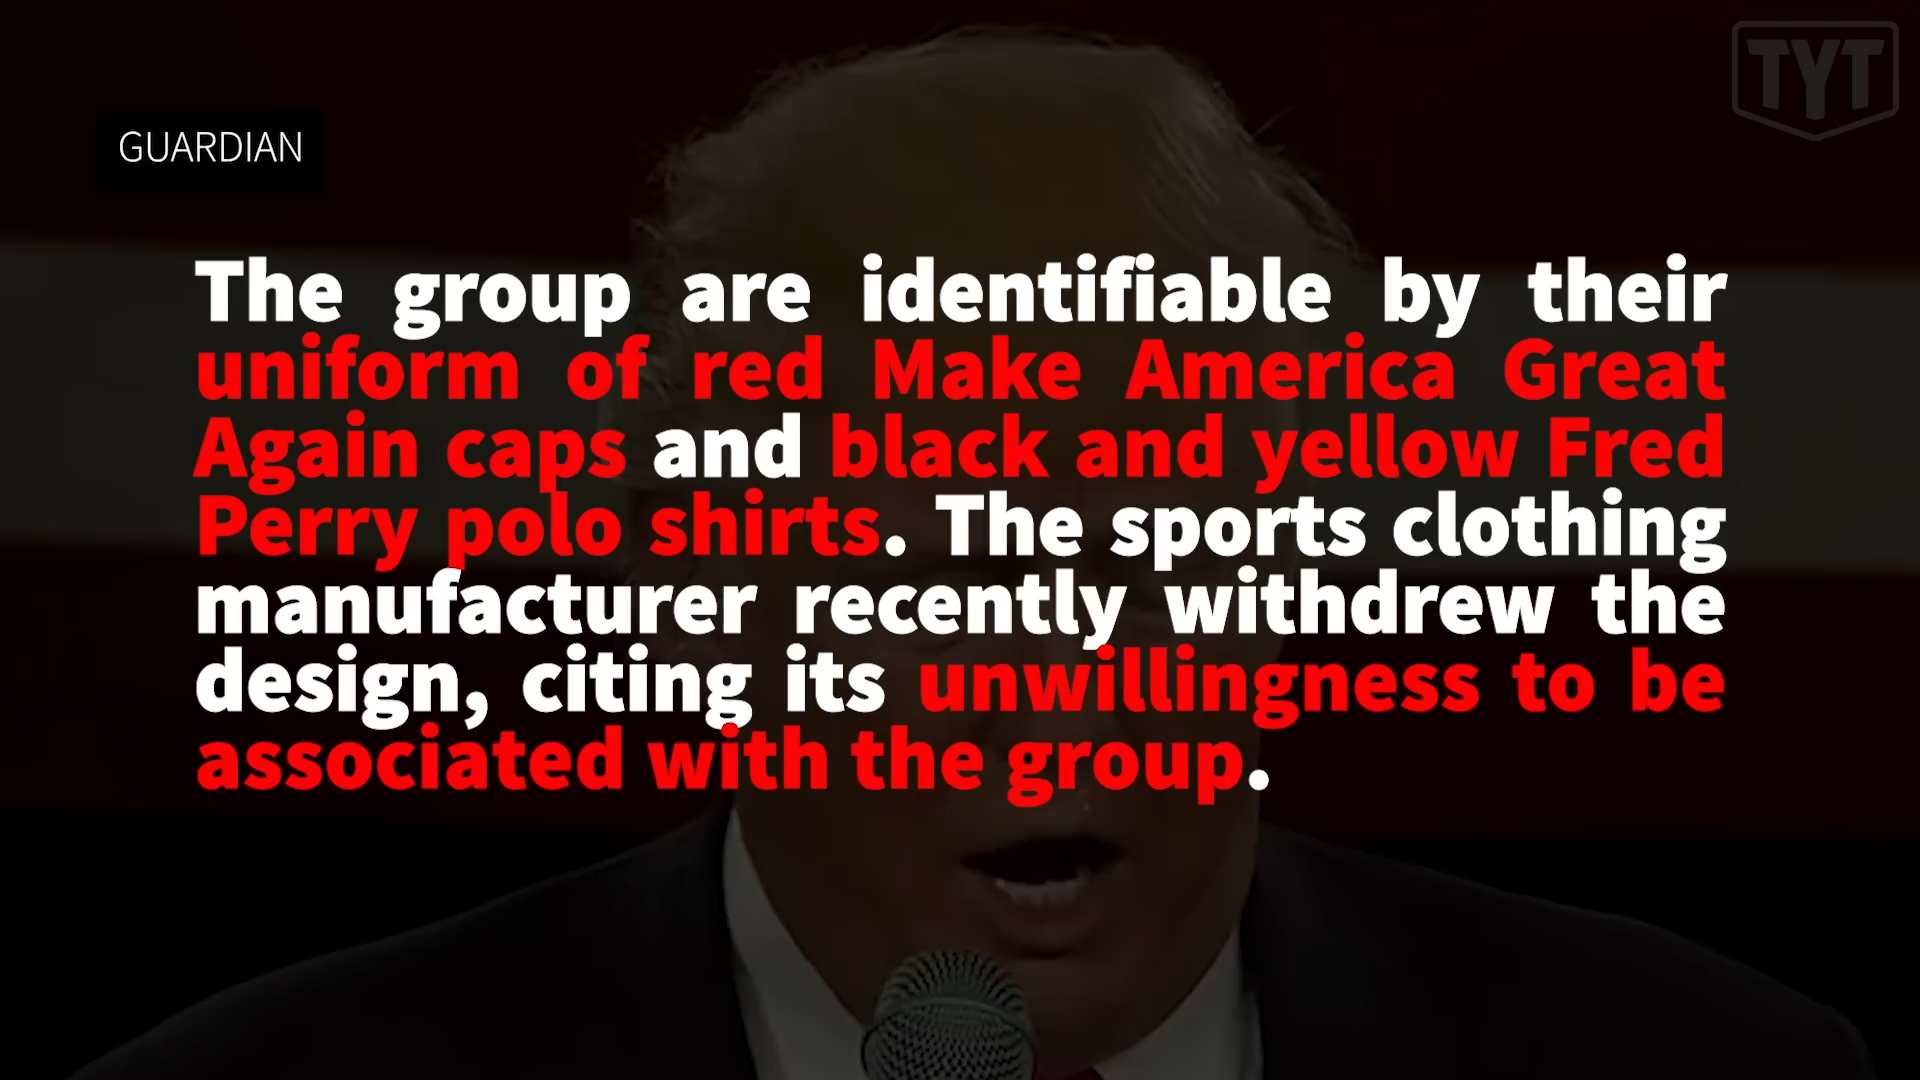 TYT
GUARDIAN
The group are identifiable by their
uniform of red Make America Great
Again caps and black and yellow Fred
Perry polo shirts. The sports clothing
manufacturer recently withdrew the
design, citing its unwillingness to be
associated with the group.